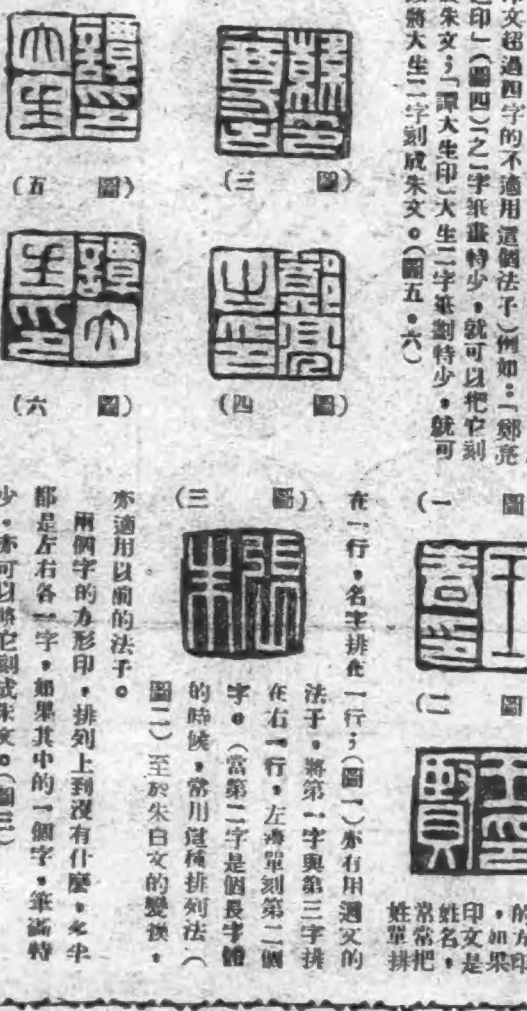 作文超過四字的不適用這個法子)例如:「鄭亮
之印」(圖四)「之」字筆畫特少,就可以把它刻
成朱文;「譚大生印」大生二字筆劃特少,就可
以將大生二字刻成朱文。(圖五・六)
(圖三)
(圖四)
(圖五)
(圖六)
的方印
,如果
印文是
姓名,
常常把
姓單排
(圖一)
(圖二)
在一行,名字排在一行;(圖一)亦有用迴文的
法子,將第一字與第三字排
在右一行,左邊單刻第二個
字。(當第二字是個長字體
的時候,常用這種排列法(
圖二)至於朱白文的變換,
亦適用以前的法子。
兩個字的方形印,排列上到沒有什麼,多半
都是左右各一字,如果其中的一個字,筆畫特
少,亦可以將它刻成朱文。(圖三)
(圖三)